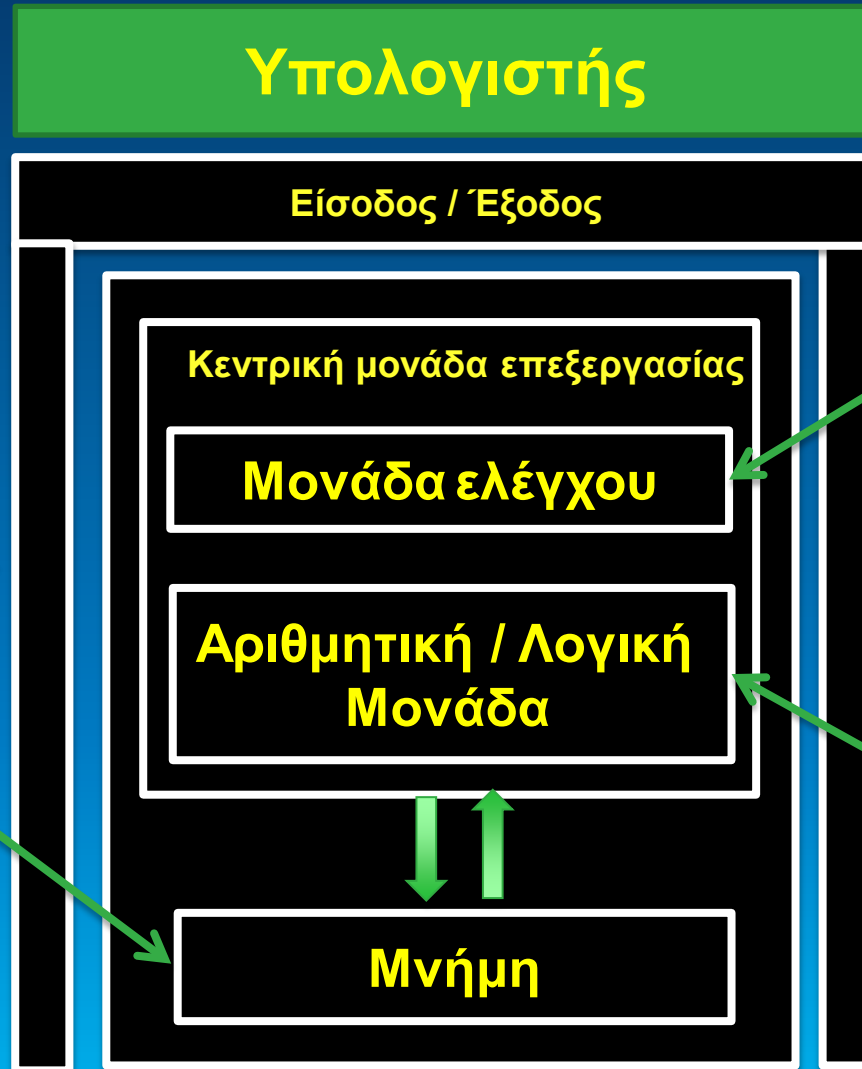 Υπολογιστής
Είσοδος / Έξοδος
Κεντρική μονάδα επεξεργασίας
Μονάδα ελέγχου
Αριθμητική / Λογική
Μονάδα
Μνήμη